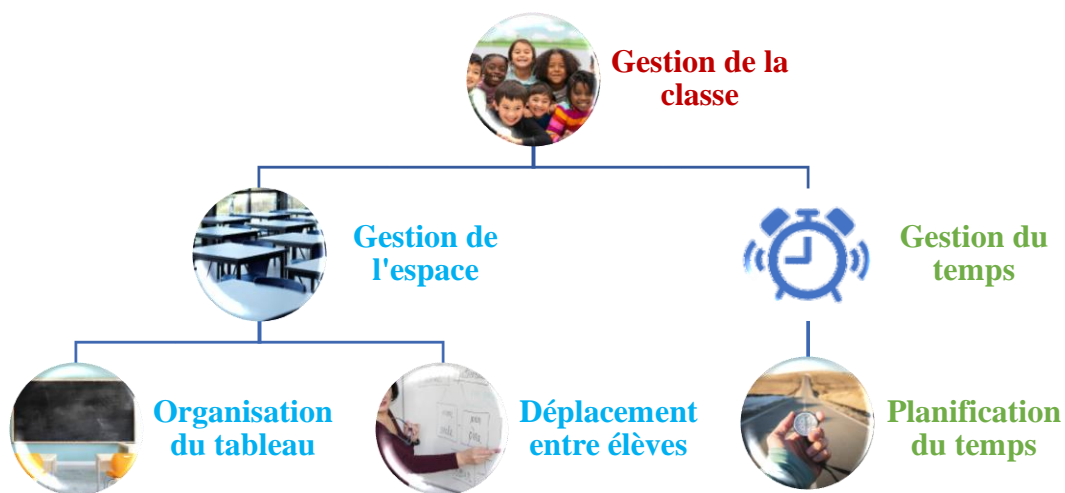 Gestion de la
classe
Gestion de
l'espace
Gestion du
temps
Organisation
du tableau
Déplacement
entre élèves
Planification
du temps